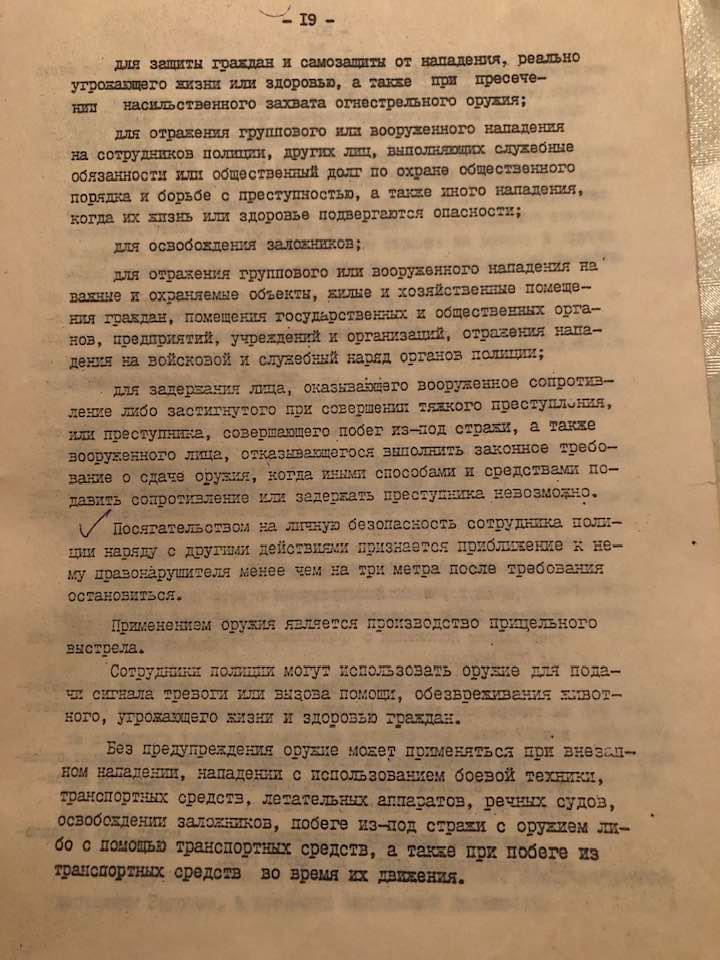 - 19 -
для защиты граждан и самозащиты от нападения, реально
угрожающего жизни или здоровью, а также при пресече-
нии насильственного захвата огнестрельного оружия;
для отражения группового или вооруженного нападения
на сотрудников полиции, других лиц, выполняющих служебные
обязанности или общественный долг по охране общественного
порядка и борьбе с преступностью, а также иного нападения,
когда их жизнь или здоровье подвергаются опасности;
для освобождения заложников;
для отражения группового или вооруженного нападения на
важные и охраняемые объекты, жилые и хозяйственные помеще-
ния граждан, помещения государственных и общественных орга-
нов, предприятий, учреждений и организаций, отражения напа-
дения на войсковой и служебный наряд органов полиции;
для задержания лица, оказывающего вооруженное сопротив-
ление либо застигнутого при совершении тяжкого преступления,
или преступника, совершающего побег из-под стражи, а также
вооруженного лица, отказывающегося выполнить законное требо-
вание о сдаче оружия, когда иными способами и средствами по-
давить сопротивление или задержать преступника невозможно.
Посягательством на личную безопасность сотрудника поли-
ции наряду с другими действиями признается приближение к не-
му правонарушителя менее чем на три метра после требования
остановиться.
Применением оружия является производство прицельного
выстрела.
Сотрудники полиции могут использовать оружие для пода-
чи сигнала тревоги или вызова помощи, обезвреживания живот-
ного, угрожающего жизни и здоровью граждан.
Без предупреждения оружие может применяться при внезап-
ном нападении, нападении с использованием боевой техники,
транспортных средств, летательных аппаратов, речных судов,
освобождении заложников, побеге из-под стражи с оружием ли-
бо с помощью транспортных средств, а также при побеге из
транспортных средств во время их движения.